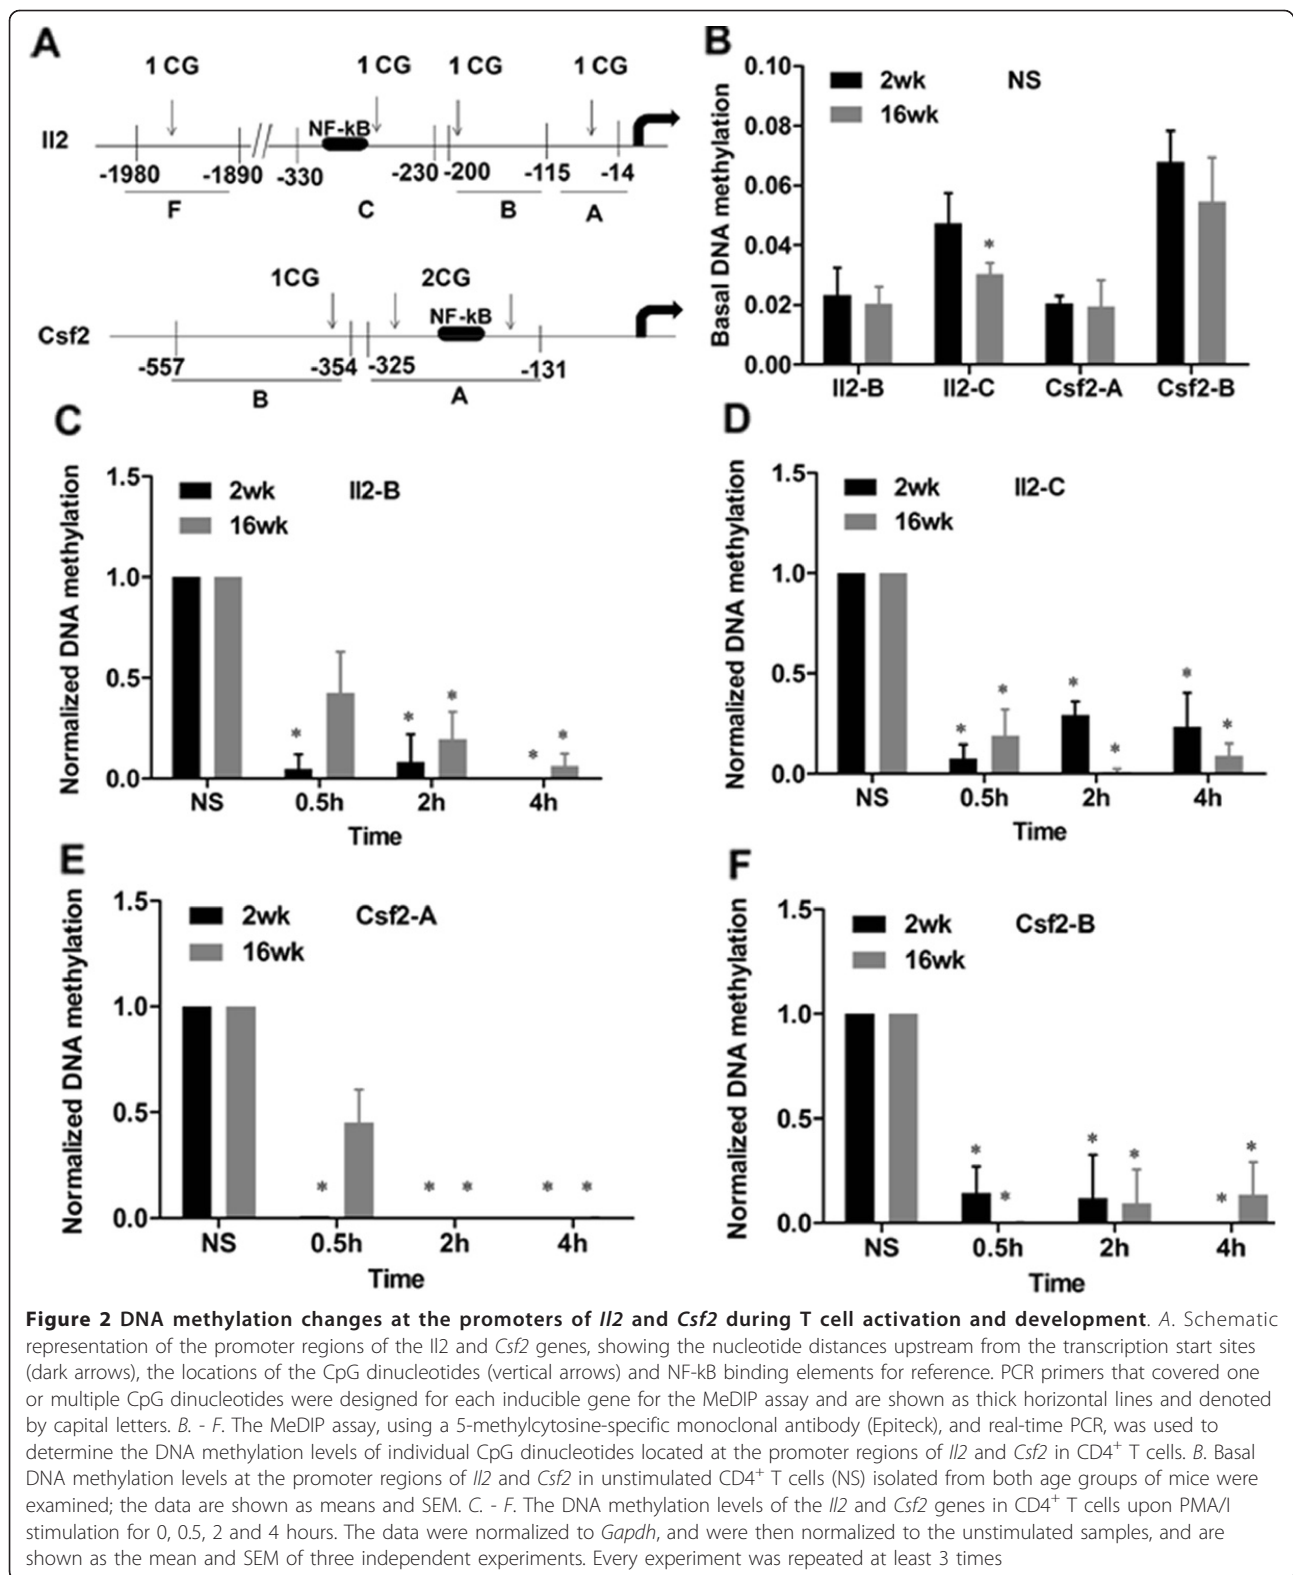 A
1 CG 1 CG 1 CG 1 CG
Il2
NF-kB
-1980 -1890 -330 -230 -200 -115 -14
F C B A
1CG 2CG
Csf2
NF-kB
-557 -354 -325 -131
B A
B
Basal DNA methylation
0.10
0.08
0.06
0.04
0.02
0.00
2wk
16wk
NS
*
Il2-B Il2-C Csf2-A Csf2-B
C
Normalized DNA methylation
1.5
1.0
0.5
0.0
2wk
16wk
Il2-B
* * * * *
NS 0.5h 2h 4h
Time
D
Normalized DNA methylation
1.5
1.0
0.5
0.0
2wk
16wk
Il2-C
* * * * * *
NS 0.5h 2h 4h
Time
E
Normalized DNA methylation
1.5
1.0
0.5
0.0
2wk
16wk
Csf2-A
* * * * *
NS 0.5h 2h 4h
Time
F
Normalized DNA methylation
1.5
1.0
0.5
0.0
2wk
16wk
Csf2-B
* * * * * *
NS 0.5h 2h 4h
Time
Figure 2 DNA methylation changes at the promoters of Il2 and Csf2 during T cell activation and development. A. Schematic
representation of the promoter regions of the Il2 and Csf2 genes, showing the nucleotide distances upstream from the transcription start sites
(dark arrows), the locations of the CpG dinucleotides (vertical arrows) and NF-kB binding elements for reference. PCR primers that covered one
or multiple CpG dinucleotides were designed for each inducible gene for the MeDIP assay and are shown as thick horizontal lines and denoted
by capital letters. B. - F. The MeDIP assay, using a 5-methylcytosine-specific monoclonal antibody (Epiteck), and real-time PCR, was used to
determine the DNA methylation levels of individual CpG dinucleotides located at the promoter regions of Il2 and Csf2 in CD4⁺ T cells. B. Basal
DNA methylation levels at the promoter regions of Il2 and Csf2 in unstimulated CD4⁺ T cells (NS) isolated from both age groups of mice were
examined; the data are shown as means and SEM. C. - F. The DNA methylation levels of the Il2 and Csf2 genes in CD4⁺ T cells upon PMA/I
stimulation for 0, 0.5, 2 and 4 hours. The data were normalized to Gapdh, and were then normalized to the unstimulated samples, and are
shown as the mean and SEM of three independent experiments. Every experiment was repeated at least 3 times